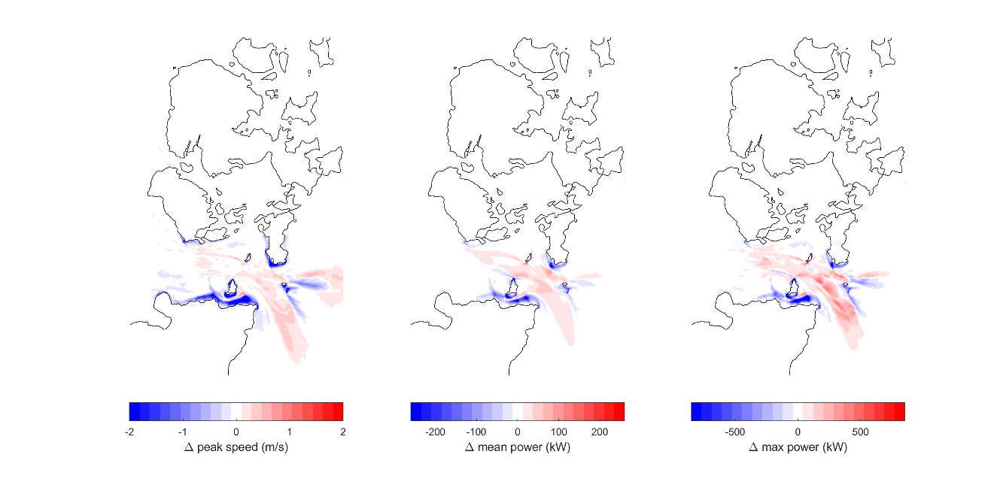 -2 -1 0 1 2
Δ peak speed (m/s)
-200 -100 0 100 200
Δ mean power (kW)
-500 0 500
Δ max power (kW)